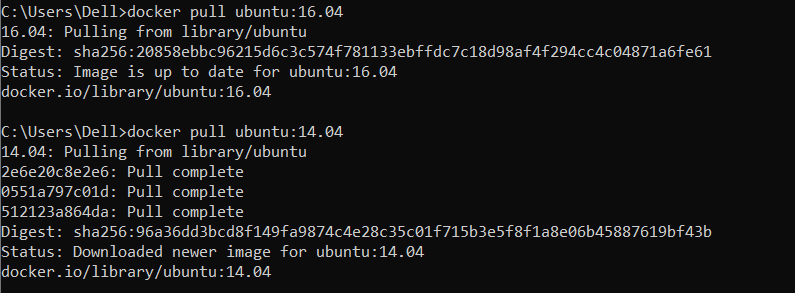 C:\Users\Dell>docker pull ubuntu:16.04
16.04: Pulling from library/ubuntu
Digest: sha256:20858ebbc96215d6c3c574f781133ebffdc7c18d98af4f294cc4c04871a6fe61
Status: Image is up to date for ubuntu:16.04
docker.io/library/ubuntu:16.04
C:\Users\Dell>docker pull ubuntu:14.04
14.04: Pulling from library/ubuntu
2e6e20c8e2e6: Pull complete
0551a797c01d: Pull complete
512123a864da: Pull complete
Digest: sha256:96a36dd3bcd8f149fa9874c4e28c35c01f715b3e5f8f1a8e06b45887619bf43b
Status: Downloaded newer image for ubuntu:14.04
docker.io/library/ubuntu:14.04